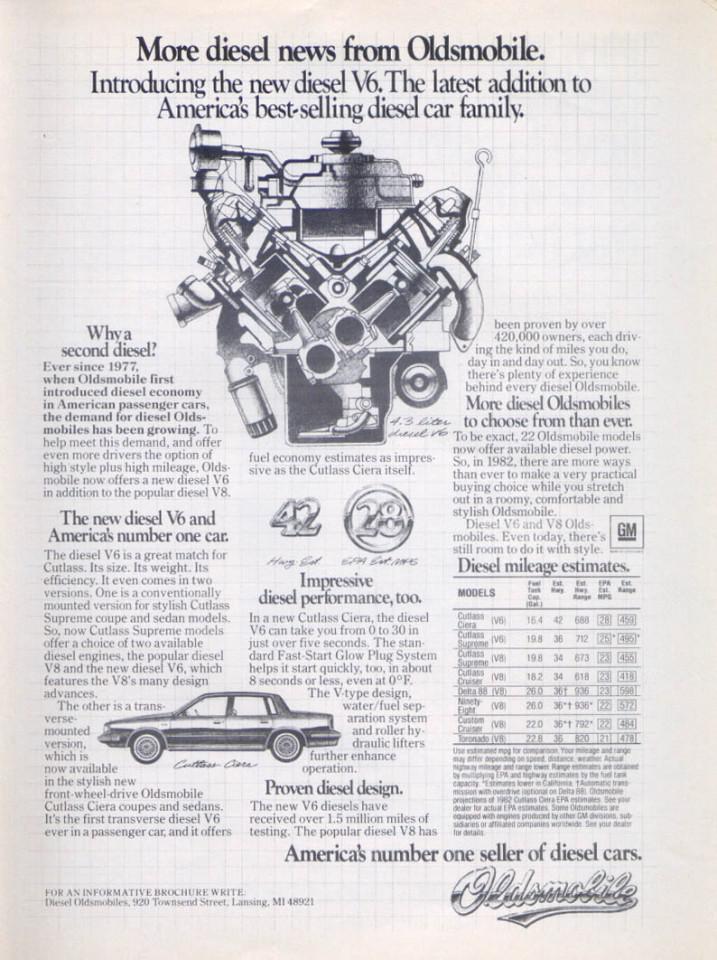 More diesel news from Oldsmobile.
Introducing the new diesel V6. The latest addition to
America's best-selling diesel car family.
4.3 liter
diesel V6
Why a
second diesel?
Ever since 1977,
when Oldsmobile first
introduced diesel economy
in American passenger cars,
the demand for diesel Olds-
mobiles has been growing. To
help meet this demand, and offer
even more drivers the option of
high style plus high mileage, Olds-
mobile now offers a new diesel V6
in addition to the popular diesel V8.
The new diesel V6 and
America's number one car.
The diesel V6 is a great match for
Cutlass. Its size. Its weight. Its
efficiency. It even comes in two
versions. One is a conventionally
mounted version for stylish Cutlass
Supreme coupe and sedan models.
So, now Cutlass Supreme models
offer a choice of two available
diesel engines, the popular diesel
V8 and the new diesel V6, which
features the V8's many design
advances.
The other is a trans-
verse-
mounted
version,
which is
now available
in the stylish new
front-wheel-drive Oldsmobile
Cutlass Ciera coupes and sedans.
It's the first transverse diesel V6
ever in a passenger car, and it offers
fuel economy estimates as impres-
sive as the Cutlass Ciera itself.
42
28
Hwy. Est.
EPA Est. MPG
Impressive
diesel performance, too.
In a new Cutlass Ciera, the diesel
V6 can take you from 0 to 30 in
just over five seconds. The stan-
dard Fast-Start Glow Plug System
helps it start quickly, too, in about
8 seconds or less, even at 0°F.
The V-type design,
water/fuel sep-
aration system
and roller hy-
draulic lifters
further enhance
operation.
Cutlass Ciera
Proven diesel design.
The new V6 diesels have
received over 1.5 million miles of
testing. The popular diesel V8 has
been proven by over
420,000 owners, each driv-
ing the kind of miles you do,
day in and day out. So, you know
there's plenty of experience
behind every diesel Oldsmobile.
More diesel Oldsmobiles
to choose from than ever.
To be exact, 22 Oldsmobile models
now offer available diesel power.
So, in 1982, there are more ways
than ever to make a very practical
buying choice while you stretch
out in a roomy, comfortable and
stylish Oldsmobile.
Diesel V6 and V8 Olds-
mobiles. Even today, there's
still room to do it with style.
GM
Diesel mileage estimates.
MODELS Fuel Tank Cap. (Gal.) Est. Hwy. Est. Hwy. Range EPA Est. MPG Est. Range
Cutlass Ciera (V6) 16.4 42 688 28 459
Cutlass Supreme (V6) 19.8 36 712 25* 495*
Cutlass Supreme (V8) 19.8 34 673 23 455
Cutlass Cruiser (V8) 18.2 34 618 23 418
Delta 88 (V8) 26.0 36† 936 23 598
Ninety-Eight (V8) 26.0 36*† 936* 22 572
Custom Cruiser (V8) 22.0 36*† 792* 22 484
Toronado (V8) 22.8 36 820 21 478
Use estimated mpg for comparison. Your mileage and range
may differ depending on speed, distance, weather. Actual
highway mileage and range lower. Range estimates are obtained
by multiplying EPA and highway estimates by the fuel tank
capacity. *Estimates lower in California. †Automatic trans-
mission with overdrive (optional on Delta 88). Oldsmobile
projections of 1982 Cutlass Ciera EPA estimates. See your
dealer for actual EPA estimates. Some Oldsmobiles are
equipped with engines produced by other GM divisions, sub-
sidiaries or affiliated companies worldwide. See your dealer
for details.
America's number one seller of diesel cars.
Oldsmobile
FOR AN INFORMATIVE BROCHURE WRITE:
Diesel Oldsmobiles, 920 Townsend Street, Lansing, MI 48921